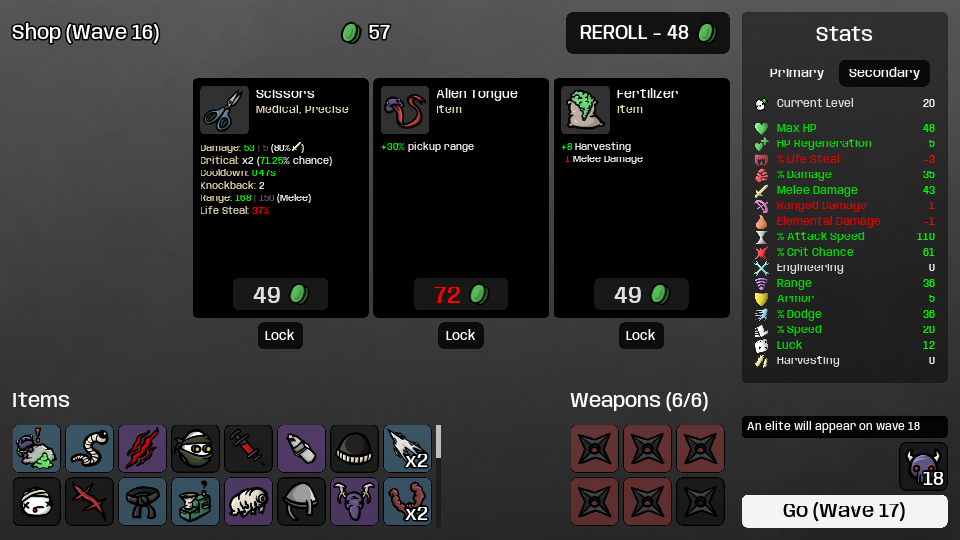 Shop (Wave 16)
57
REROLL - 48
Stats
Primary
Secondary
Scissors
Medical, Precise
Damage: 53 | 5 (80%)
Critical: x2 (71.25% chance)
Cooldown: 0.47s
Knockback: 2
Range: 168 | 150 (Melee)
Life Steal: 37%
49
Lock
Alien Tongue
Item
+30% pickup range
72
Lock
Fertilizer
Item
+8 Harvesting
-1 Melee Damage
49
Lock
Current Level 20
Max HP 48
HP Regeneration 5
% Life Steal -3
% Damage 35
Melee Damage 43
Ranged Damage 1
Elemental Damage -1
% Attack Speed 110
% Crit Chance 61
Engineering 0
Range 36
Armor 5
% Dodge 36
% Speed 20
Luck 12
Harvesting 0
Items
x2
x2
Weapons (6/6)
An elite will appear on wave 18
18
Go (Wave 17)